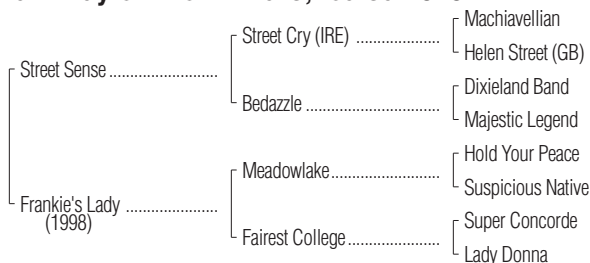 Machiavellian
Street Cry (IRE) ....................
Helen Street (GB)
Street Sense ..........................
Dixieland Band
Bedazzle ................................
Majestic Legend
Hold Your Peace
Meadowlake..........................
Suspicious Native
Frankie's Lady ......................
(1998)
Super Concorde
Fairest College......................
Lady Donna